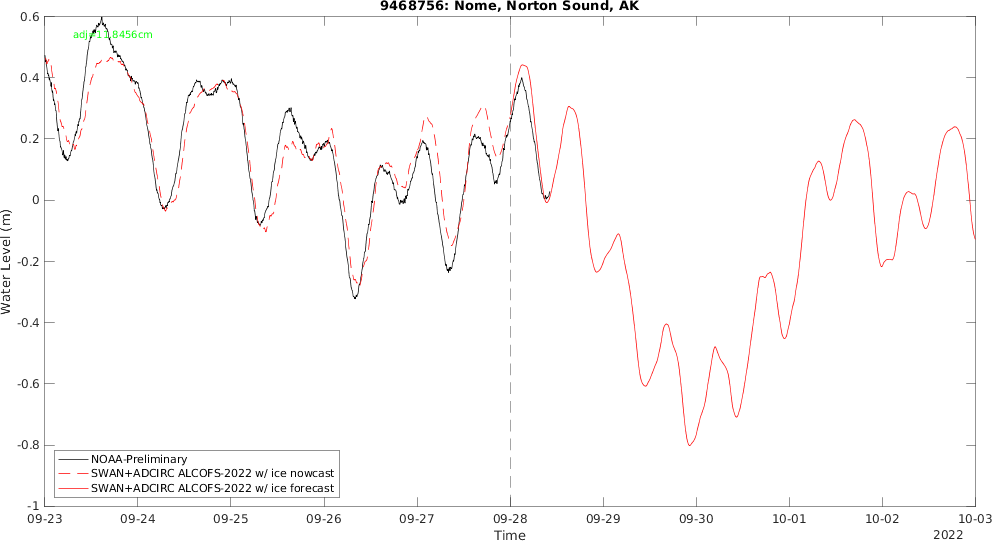 9468756: Nome, Norton Sound, AK
0.6
0.4
0.2
0
-0.2
-0.4
-0.6
-0.8
-1
Water Level (m)
NOAA-Preliminary
SWAN+ADCIRC ALCOFS-2022 w/ ice nowcast
SWAN+ADCIRC ALCOFS-2022 w/ ice forecast
09-23 09-24 09-25 09-26 09-27 09-28 09-29 09-30 10-01 10-02 10-03
Time
2022